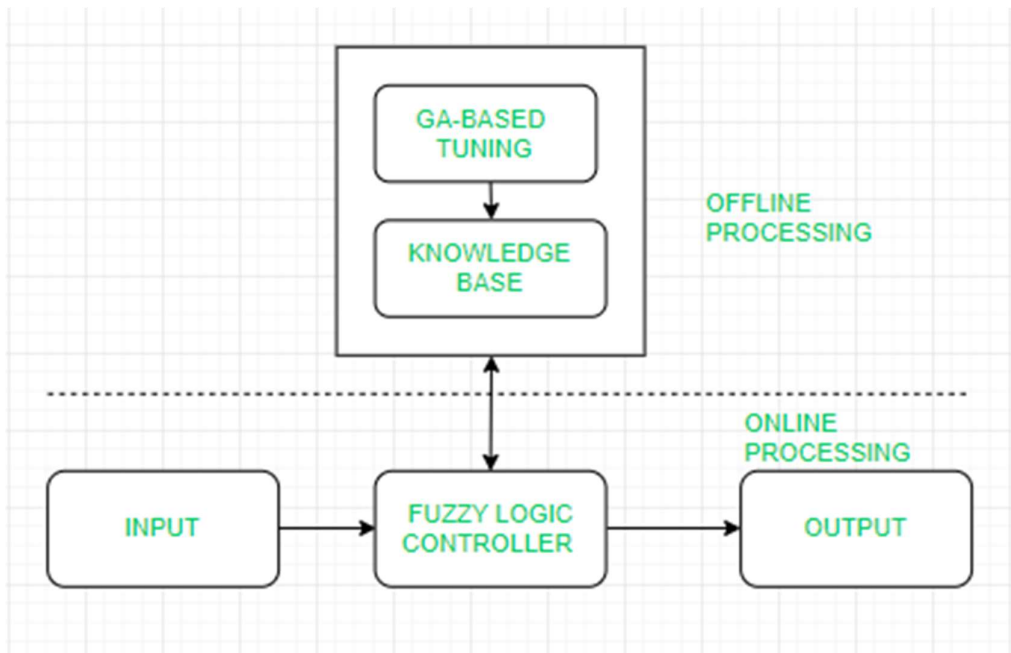 GA-BASED
TUNING
KNOWLEDGE
BASE
OFFLINE
PROCESSING
ONLINE
PROCESSING
INPUT
FUZZY LOGIC
CONTROLLER
OUTPUT